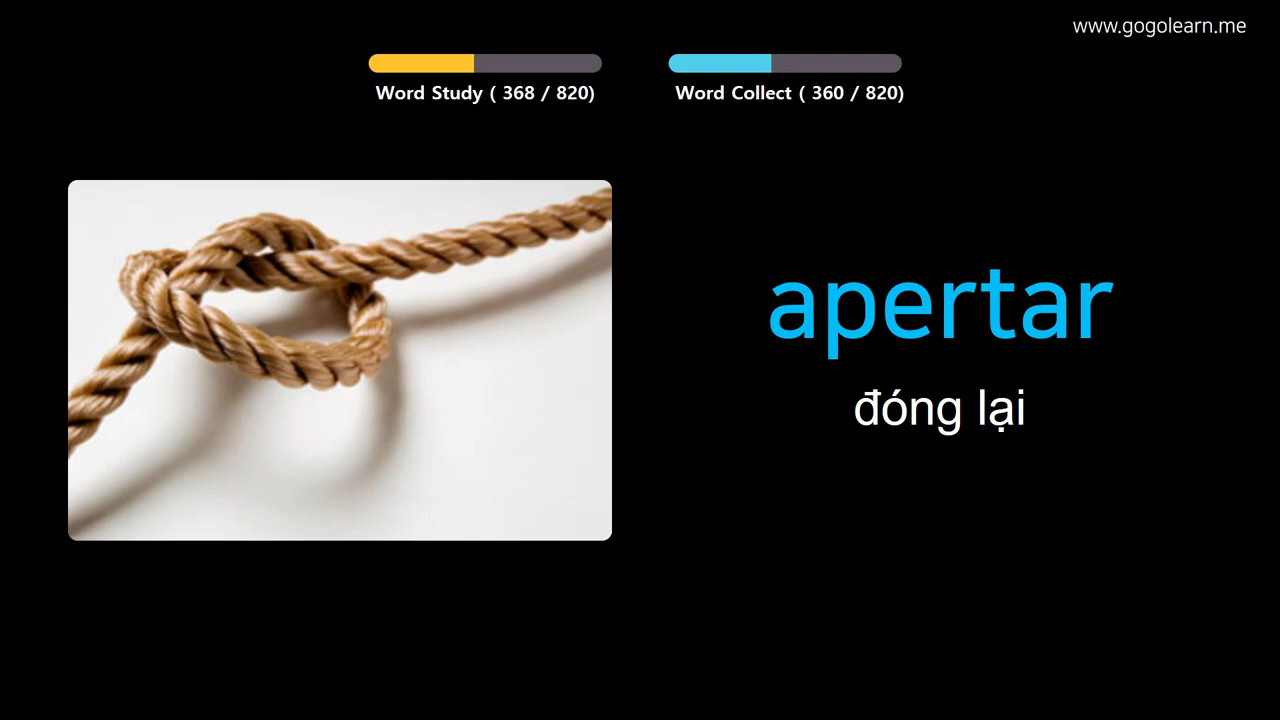 www.gogolearn.me
Word Study ( 368 / 820)
Word Collect ( 360 / 820)
apertar
đóng lại